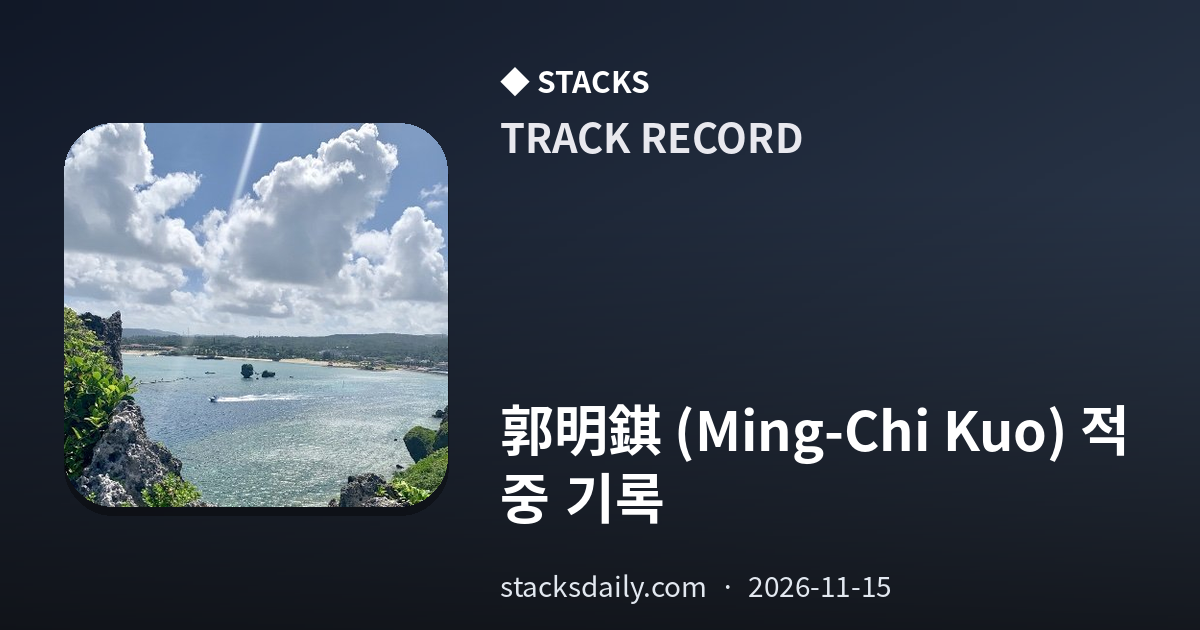 ◆ STACKS
TRACK RECORD
郭明錤 (Ming-Chi Kuo) 적
중 기록
stacksdaily.com · 2026-11-15